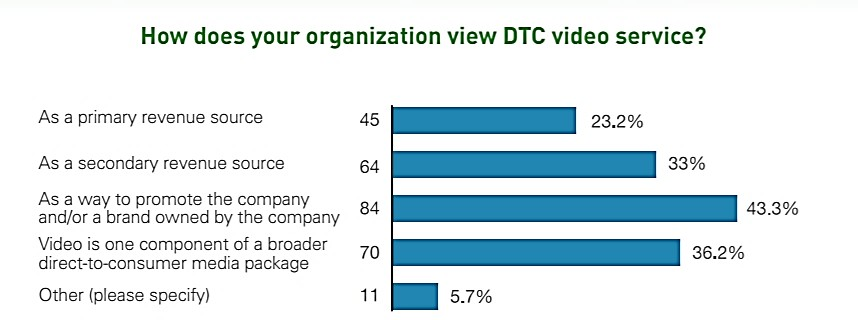 How does your organization view DTC video service?
As a primary revenue source 45 23.2%
As a secondary revenue source 64 33%
As a way to promote the company
and/or a brand owned by the company 84 43.3%
Video is one component of a broader
direct-to-consumer media package 70 36.2%
Other (please specify) 11 5.7%